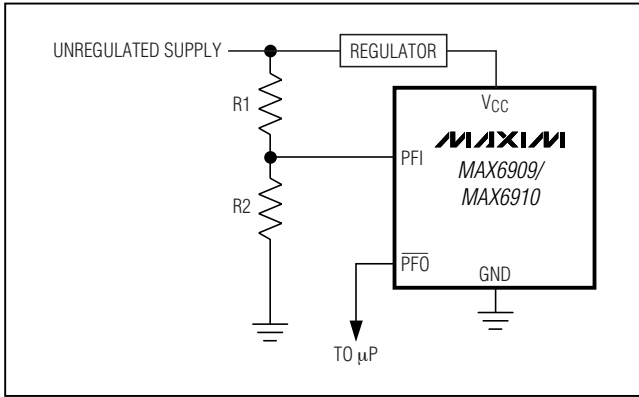 UNREGULATED SUPPLY
REGULATOR
R1
VCC
MAXIM
PFI
MAX6909/
MAX6910
R2
PFO
GND
TO µP